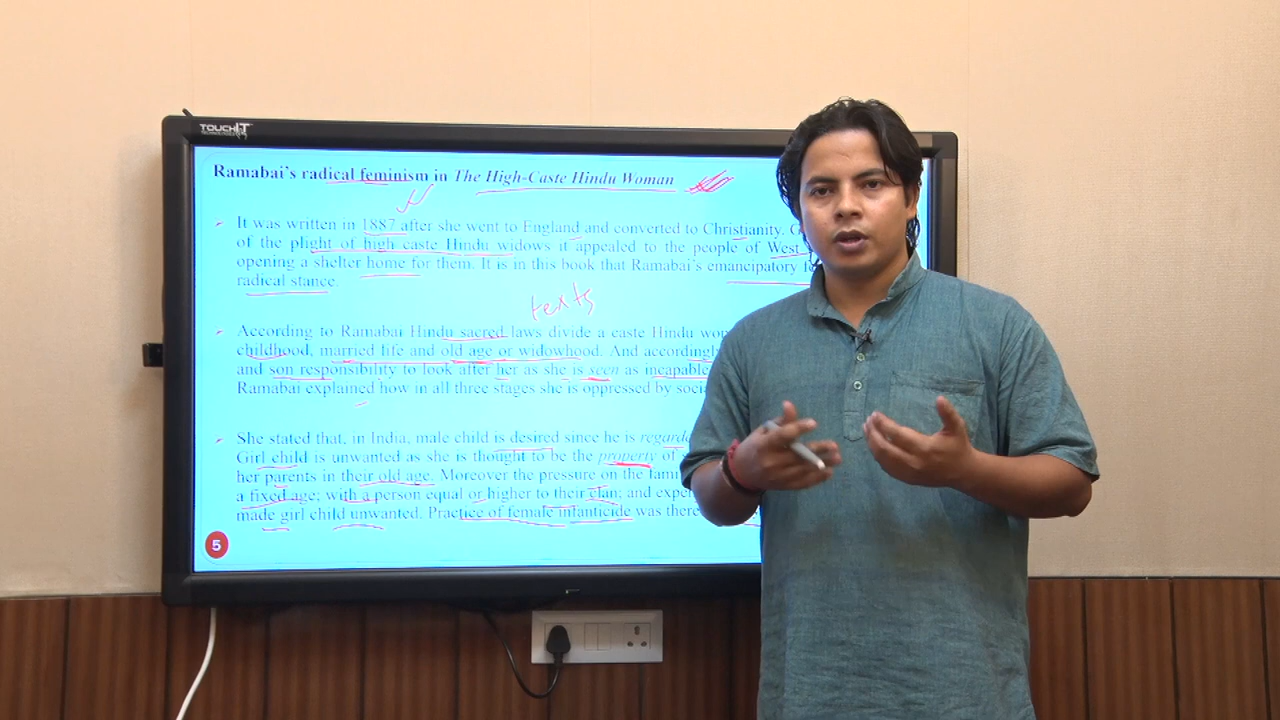 TOUCHIT
Ramabai's radical feminism in The High-Caste Hindu Woman
➢ It was written in 1887 after she went to England and converted to Christianity.
of the plight of high caste Hindu widows it appealed to the people of West
opening a shelter home for them. It is in this book that Ramabai's emancipatory
radical stance.
texts
➢ According to Ramabai Hindu sacred laws divide a caste Hindu
childhood, married life and old age or widowhood. And accordingly
and son responsibility to look after her as she is seen as incapable
Ramabai explained how in all three stages she is oppressed by
➢ She stated that, in India, male child is desired since he is
Girl child is unwanted as she is thought to be the property of
her parents in their old age. Moreover the pressure on the
a fixed age; with a person equal or higher to their clan; and
made girl child unwanted. Practice of female infanticide was there
5